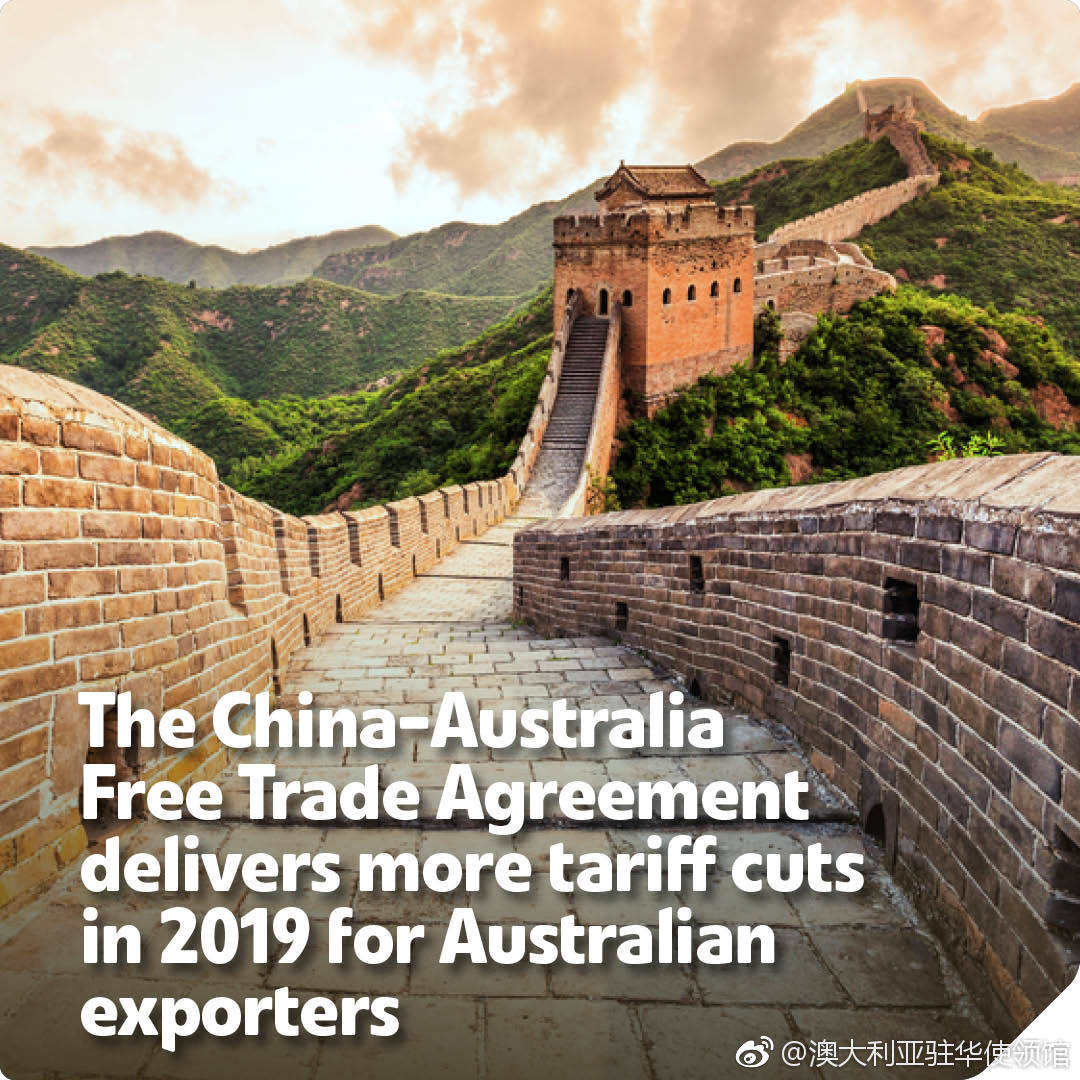 The China-Australia
Free Trade Agreement
delivers more tariff cuts
in 2019 for Australian
exporters
@澳大利亚驻华使领馆